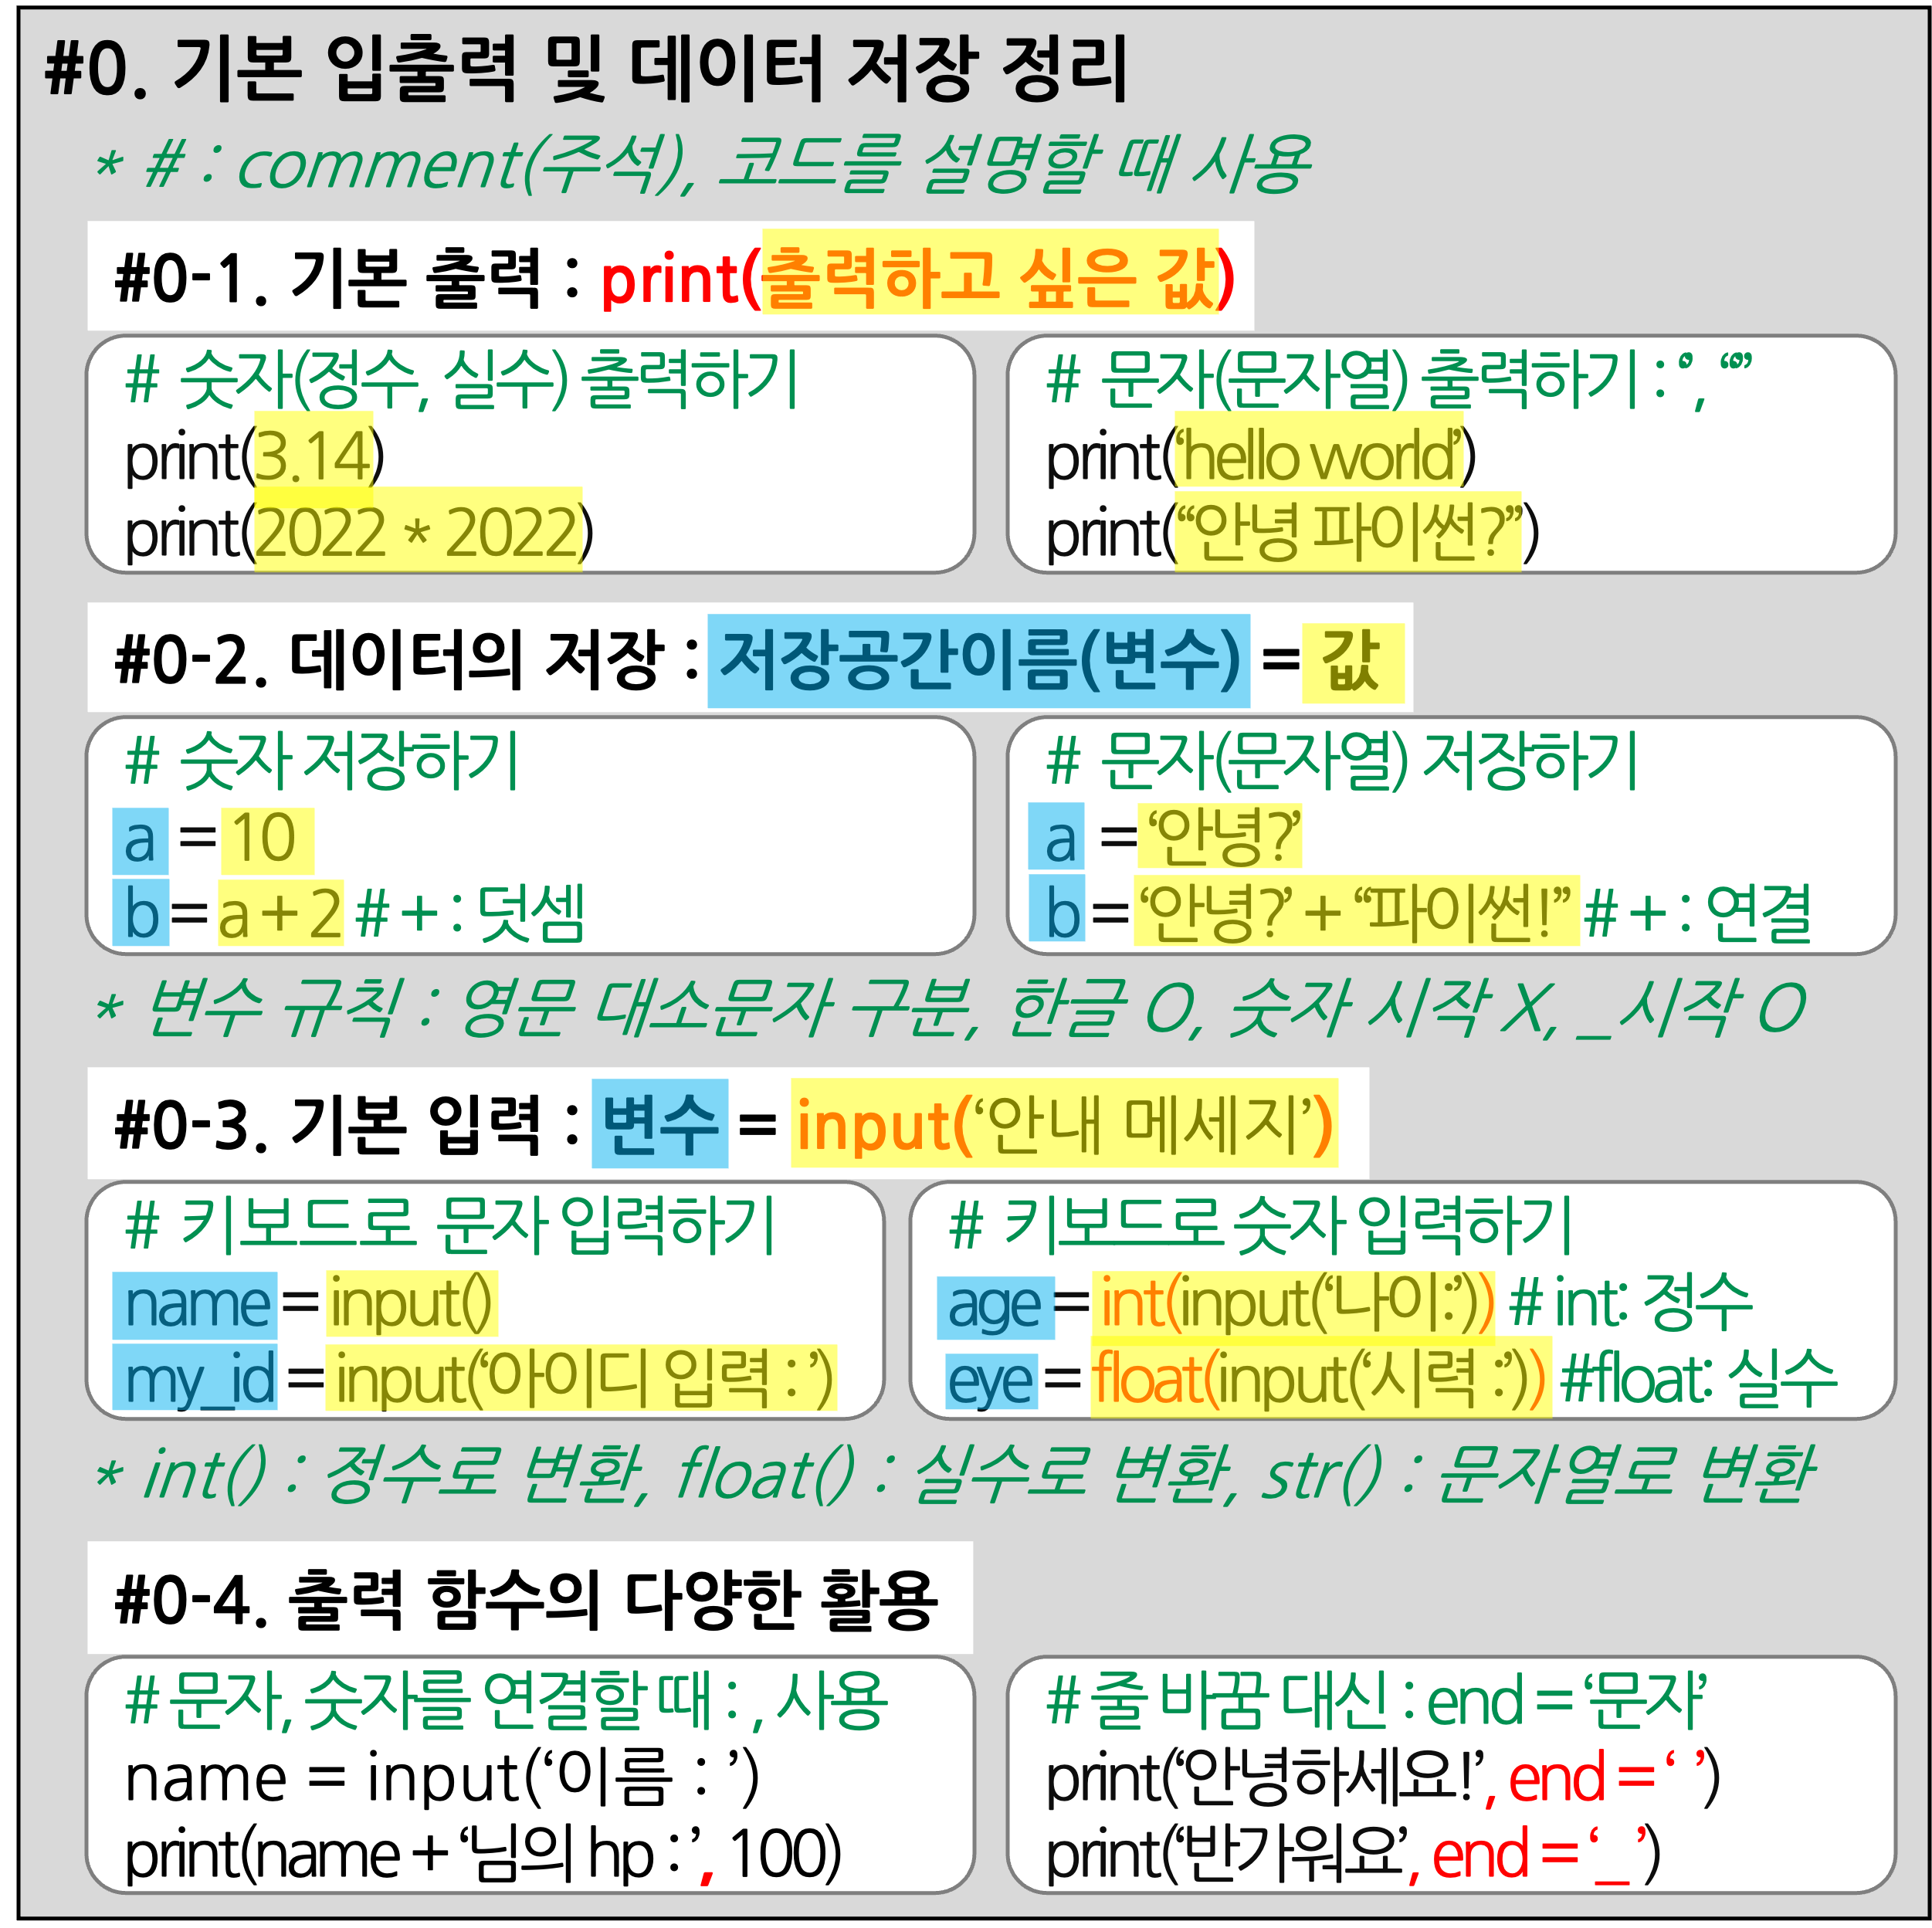 #0. 기본 입출력 및 데이터 저장 정리
* # : comment(주석), 코드를 설명할 때 사용
#0-1. 기본 출력 : print(출력하고 싶은 값)
# 숫자(정수, 실수) 출력하기
print(3.14)
print(2022 * 2022)
# 문자(문자열) 출력하기 : ‘, “”
print(‘hello world’)
print(“안녕 파이썬?”)
#0-2. 데이터의 저장 : 저장공간이름(변수) = 값
# 숫자 저장하기
a = 10
b = a+2 # + : 덧셈
# 문자(문자열) 저장하기
a = ‘안녕?
b = ‘안녕?’ + “파이썬!” # + : 연결
* 변수 규칙 : 영문 대소문자 구분, 한글 O, 숫자 시작 X, _시작 O
#0-3. 기본 입력 : 변수 = input(‘안내 메세지’)
# 키보드로 문자 입력하기
name = input()
my_id = input(‘아이디 입력 :’)
# 키보드로 숫자 입력하기
age = int(input(‘나이:’)) # int: 정수
eye = float(input(‘시력 :’)) #float: 실수
* int() : 정수로 변환, float() : 실수로 변환, str() : 문자열로 변환
#0-4. 출력 함수의 다양한 활용
# 문자, 숫자를 연결할 대 : , 사용
name = input(‘이름 : ’)
print(name + ‘님의 hp :’, 100)
# 줄 바꿈 대신 : end = ‘문자’
print(‘안녕하세요!’, end = ‘ ’)
print(‘반가워요’, end = ‘_’)